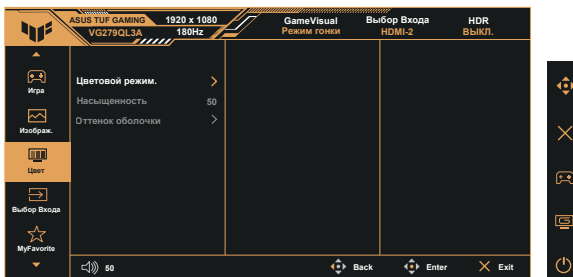 ASUS TUF GAMING 1920 x 1080 GameVisual Выбор Входа HDR
VG279QL3A 180Hz Режим гонки HDMI-2 ВЫКЛ.
Игра
Изображ.
Цвет
Выбор Входа
MyFavorite
Цветовой режим.
Насыщенность 50
Оттенок оболочки
50 Back Enter Exit